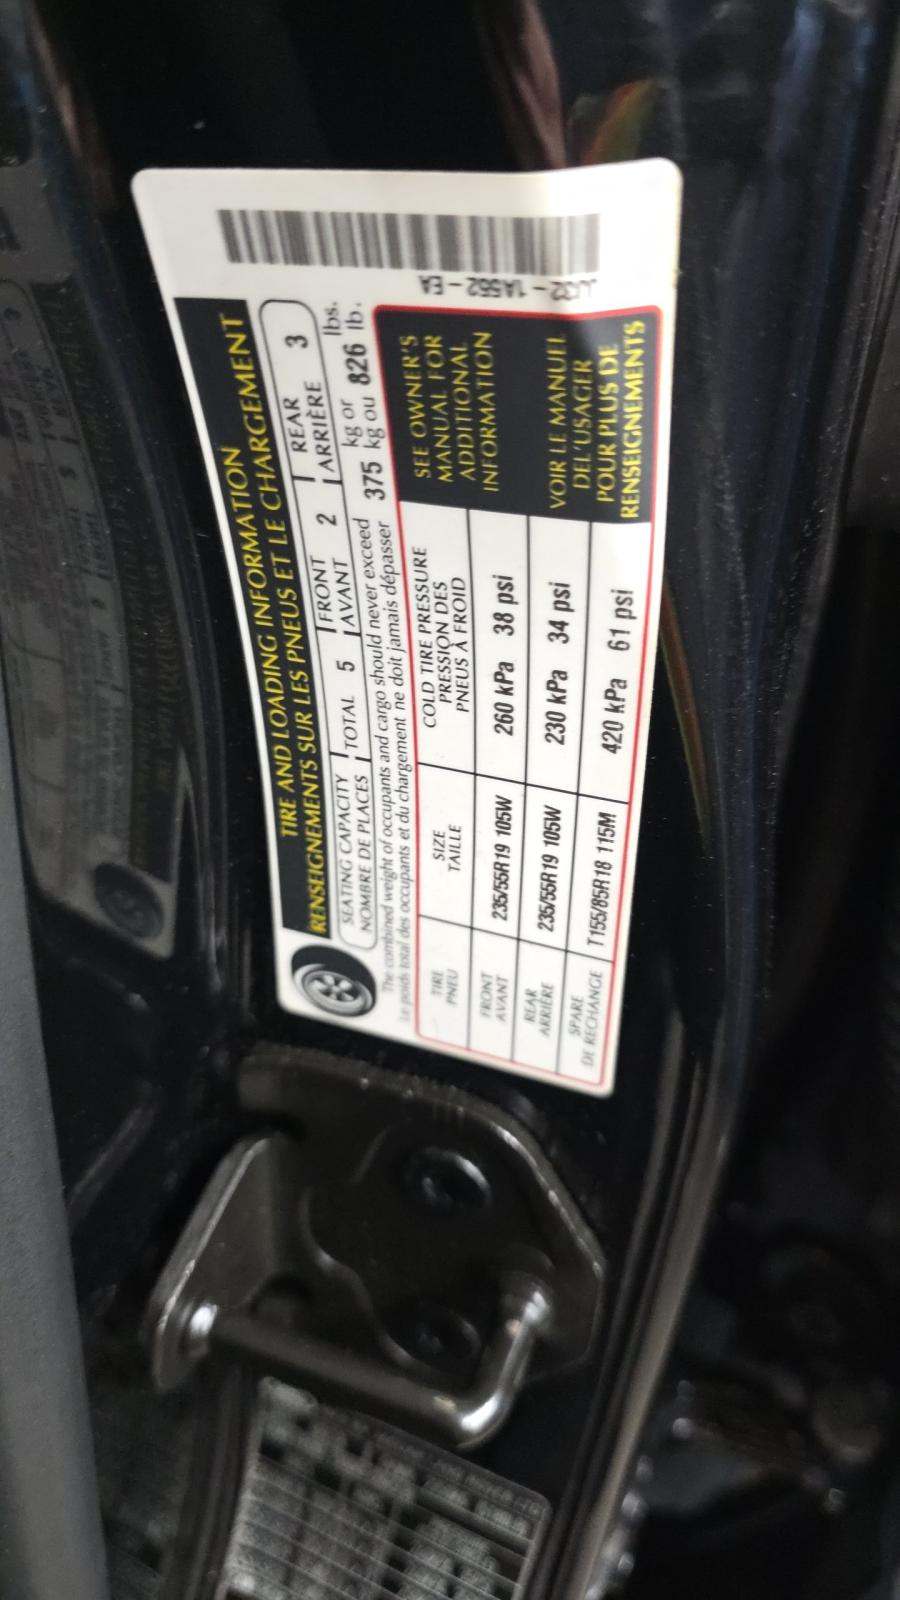 TIRE AND LOADING INFORMATION
RENSEIGNEMENTS SUR LES PNEUS ET LE CHARGEMENT
SEATING CAPACITY TOTAL 5 FRONT 2 REAR 3
NOMBRE DE PLACES AVANT ARRIÈRE
The combined weight of occupants and cargo should never exceed 375 kg or 826 lbs.
Le poids total des occupants et du chargement ne doit jamais dépasser kg ou lb.
TIRE SIZE COLD TIRE PRESSURE
PNEU TAILLE PRESSION DES
PNEUS À FROID
FRONT 235/55R19 105W 260 kPa 38 psi
AVANT
REAR 235/55R19 105W 230 kPa 34 psi
ARRIÈRE
SPARE T155/85R18 115M 420 kPa 61 psi
DE RECHANGE
SEE OWNER'S
MANUAL FOR
ADDITIONAL
INFORMATION
VOIR LE MANUEL
DEL'USAGER
POUR PLUS DE
RENSEIGNEMENTS
-1A552-EA